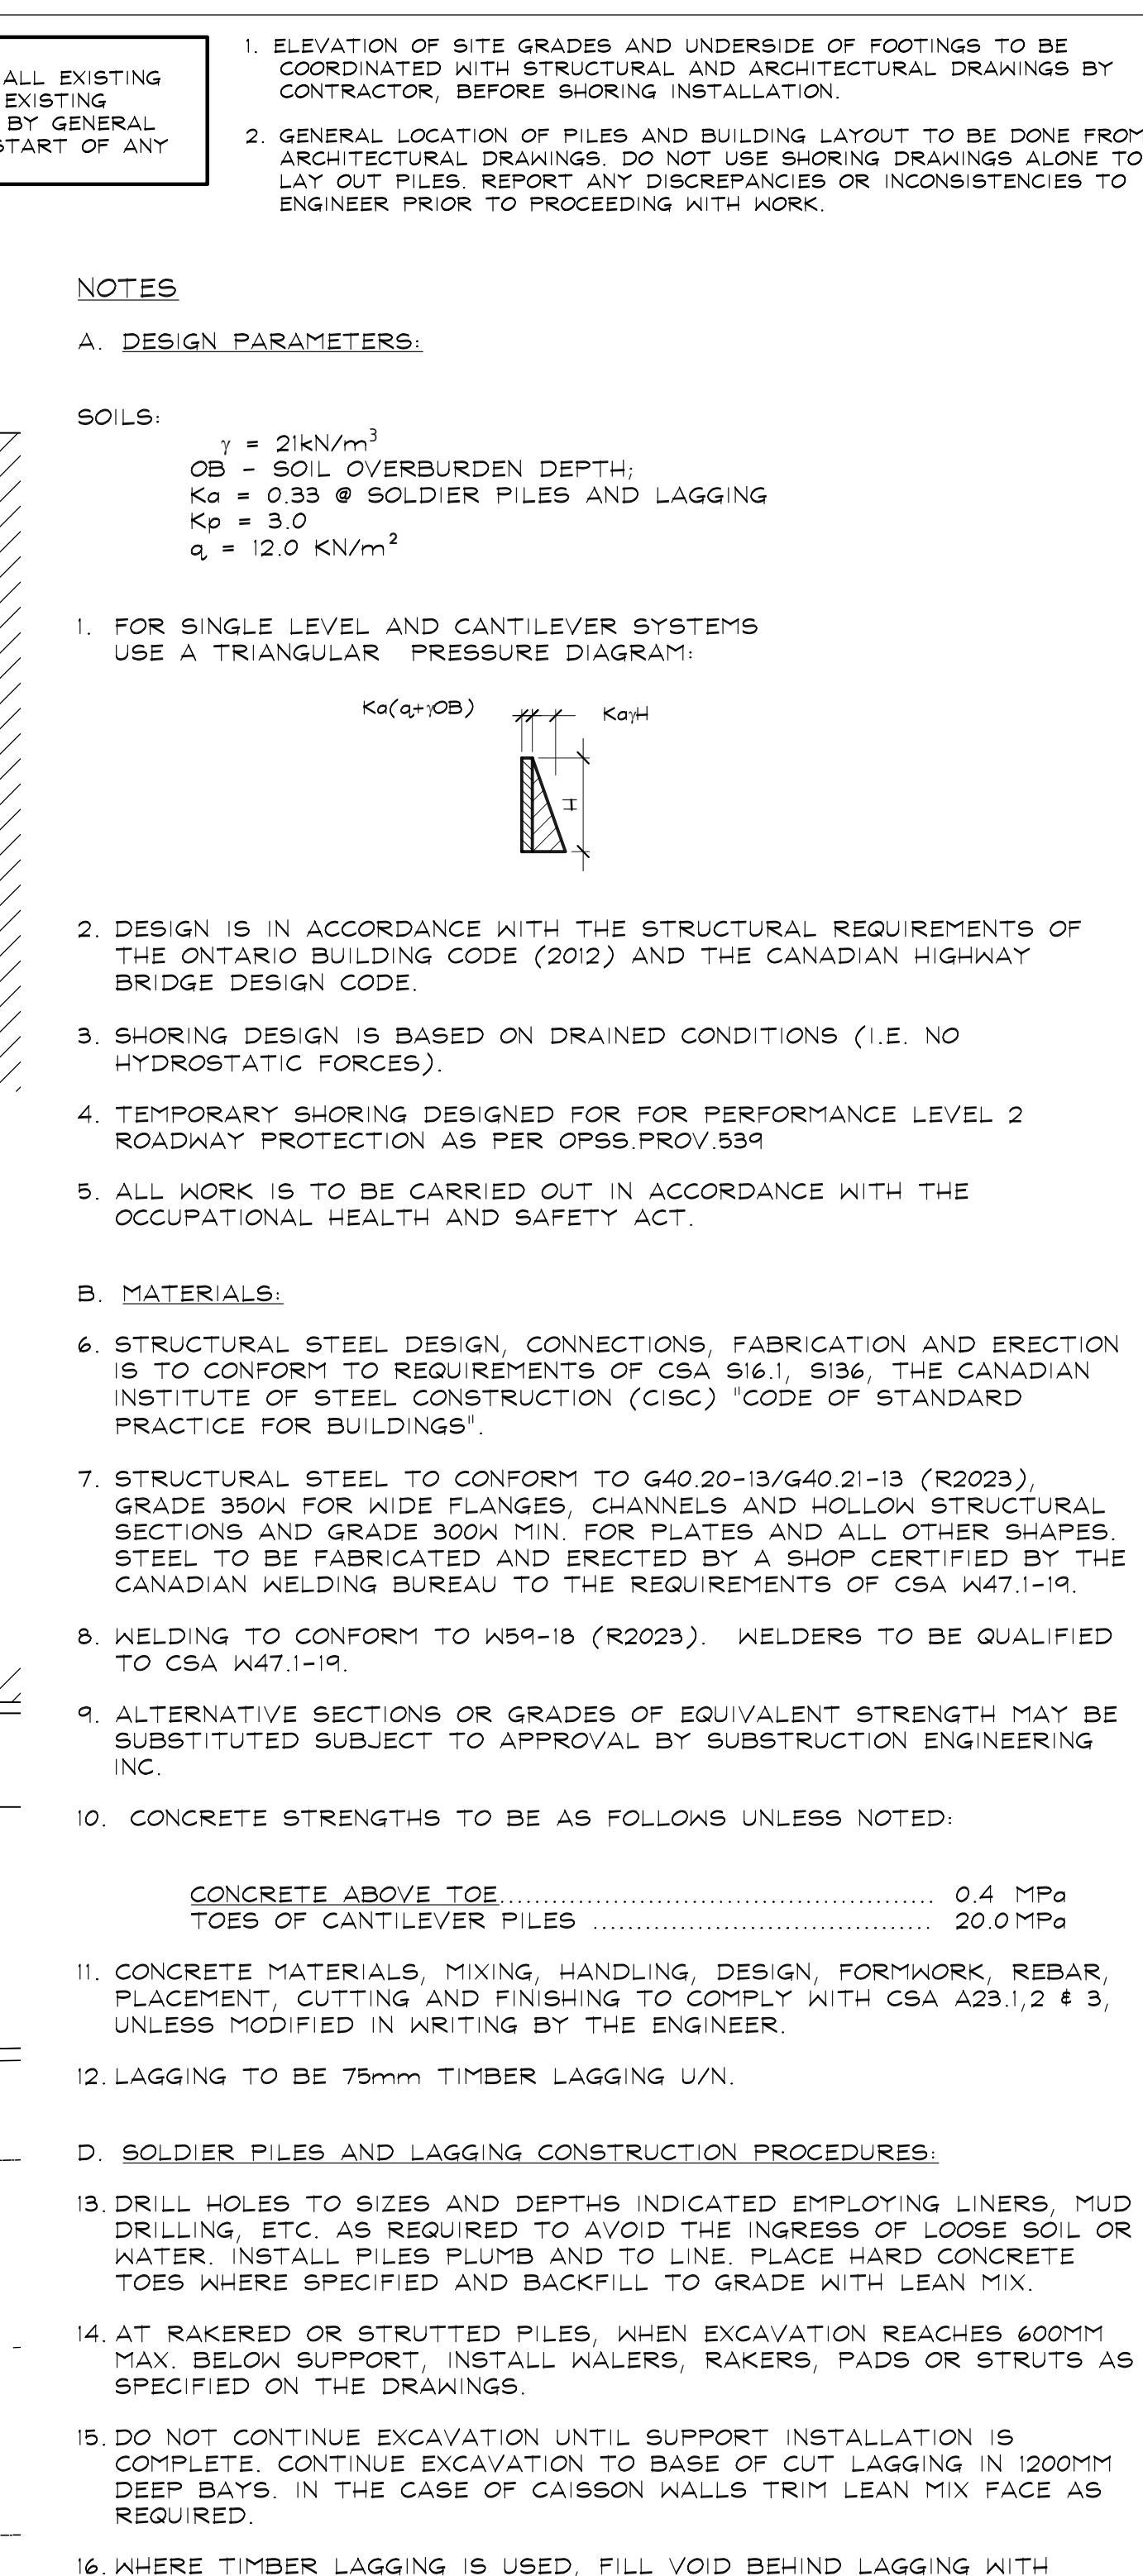 ALL EXISTING
EXISTING
BY GENERAL
START OF ANY
1. ELEVATION OF SITE GRADES AND UNDERSIDE OF FOOTINGS TO BE
COORDINATED WITH STRUCTURAL AND ARCHITECTURAL DRAWINGS BY
CONTRACTOR, BEFORE SHORING INSTALLATION.
2. GENERAL LOCATION OF PILES AND BUILDING LAYOUT TO BE DONE FROM
ARCHITECTURAL DRAWINGS. DO NOT USE SHORING DRAWINGS ALONE TO
LAY OUT PILES. REPORT ANY DISCREPANCIES OR INCONSISTENCIES TO
ENGINEER PRIOR TO PROCEEDING WITH WORK.
NOTES
A. DESIGN PARAMETERS:
SOILS:
γ = 21kN/m³
OB - SOIL OVERBURDEN DEPTH;
Ka = 0.33 @ SOLDIER PILES AND LAGGING
Kp = 3.0
q = 12.0 KN/m²
1. FOR SINGLE LEVEL AND CANTILEVER SYSTEMS
USE A TRIANGULAR PRESSURE DIAGRAM:
Ka(q+γOB) KaγH
H
2. DESIGN IS IN ACCORDANCE WITH THE STRUCTURAL REQUIREMENTS OF
THE ONTARIO BUILDING CODE (2012) AND THE CANADIAN HIGHWAY
BRIDGE DESIGN CODE.
3. SHORING DESIGN IS BASED ON DRAINED CONDITIONS (I.E. NO
HYDROSTATIC FORCES).
4. TEMPORARY SHORING DESIGNED FOR FOR PERFORMANCE LEVEL 2
ROADWAY PROTECTION AS PER OPSS.PROV.539
5. ALL WORK IS TO BE CARRIED OUT IN ACCORDANCE WITH THE
OCCUPATIONAL HEALTH AND SAFETY ACT.
B. MATERIALS:
6. STRUCTURAL STEEL DESIGN, CONNECTIONS, FABRICATION AND ERECTION
IS TO CONFORM TO REQUIREMENTS OF CSA S16.1, S136, THE CANADIAN
INSTITUTE OF STEEL CONSTRUCTION (CISC) "CODE OF STANDARD
PRACTICE FOR BUILDINGS".
7. STRUCTURAL STEEL TO CONFORM TO G40.20-13/G40.21-13 (R2023),
GRADE 350W FOR WIDE FLANGES, CHANNELS AND HOLLOW STRUCTURAL
SECTIONS AND GRADE 300W MIN. FOR PLATES AND ALL OTHER SHAPES.
STEEL TO BE FABRICATED AND ERECTED BY A SHOP CERTIFIED BY THE
CANADIAN WELDING BUREAU TO THE REQUIREMENTS OF CSA W47.1-19.
8. WELDING TO CONFORM TO W59-18 (R2023). WELDERS TO BE QUALIFIED
TO CSA W47.1-19.
9. ALTERNATIVE SECTIONS OR GRADES OF EQUIVALENT STRENGTH MAY BE
SUBSTITUTED SUBJECT TO APPROVAL BY SUBSTRUCTION ENGINEERING
INC.
10. CONCRETE STRENGTHS TO BE AS FOLLOWS UNLESS NOTED:
CONCRETE ABOVE TOE.................................................. 0.4 MPa
TOES OF CANTILEVER PILES ....................................... 20.0 MPa
11. CONCRETE MATERIALS, MIXING, HANDLING, DESIGN, FORMWORK, REBAR,
PLACEMENT, CUTTING AND FINISHING TO COMPLY WITH CSA A23.1,2 & 3,
UNLESS MODIFIED IN WRITING BY THE ENGINEER.
12. LAGGING TO BE 75mm TIMBER LAGGING U/N.
D. SOLDIER PILES AND LAGGING CONSTRUCTION PROCEDURES:
13. DRILL HOLES TO SIZES AND DEPTHS INDICATED EMPLOYING LINERS, MUD
DRILLING, ETC. AS REQUIRED TO AVOID THE INGRESS OF LOOSE SOIL OR
WATER. INSTALL PILES PLUMB AND TO LINE. PLACE HARD CONCRETE
TOES WHERE SPECIFIED AND BACKFILL TO GRADE WITH LEAN MIX.
14. AT RAKERED OR STRUTTED PILES, WHEN EXCAVATION REACHES 600MM
MAX. BELOW SUPPORT, INSTALL WALERS, RAKERS, PADS OR STRUTS AS
SPECIFIED ON THE DRAWINGS.
15. DO NOT CONTINUE EXCAVATION UNTIL SUPPORT INSTALLATION IS
COMPLETE. CONTINUE EXCAVATION TO BASE OF CUT LAGGING IN 1200MM
DEEP BAYS. IN THE CASE OF CAISSON WALLS TRIM LEAN MIX FACE AS
REQUIRED.
16. WHERE TIMBER LAGGING IS USED, FILL VOID BEHIND LAGGING WITH